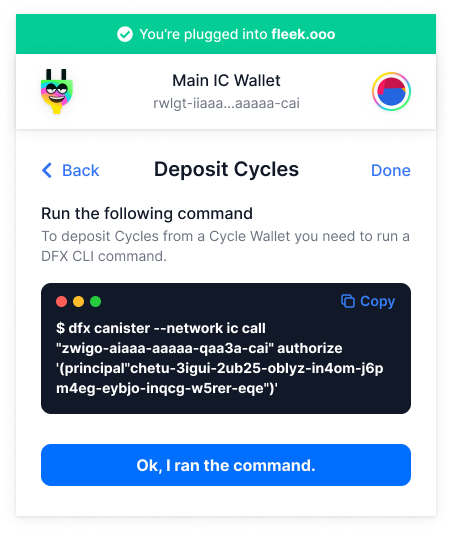 You're plugged into fleek.ooo
Main IC Wallet
rwlgt-iiaaa...aaaaa-cai
Back
Deposit Cycles
Done
Run the following command
To deposit Cycles from a Cycle Wallet you need to run a
DFX CLI command.
Copy
$ dfx canister --network ic call
"zwigo-aiaaa-aaaaa-qaa3a-cai" authorize
'(principal"chetu-3igui-2ub25-oblyz-in4om-j6p
m4eg-eybjo-inqcg-w5rer-eqe")'
Ok, I ran the command.